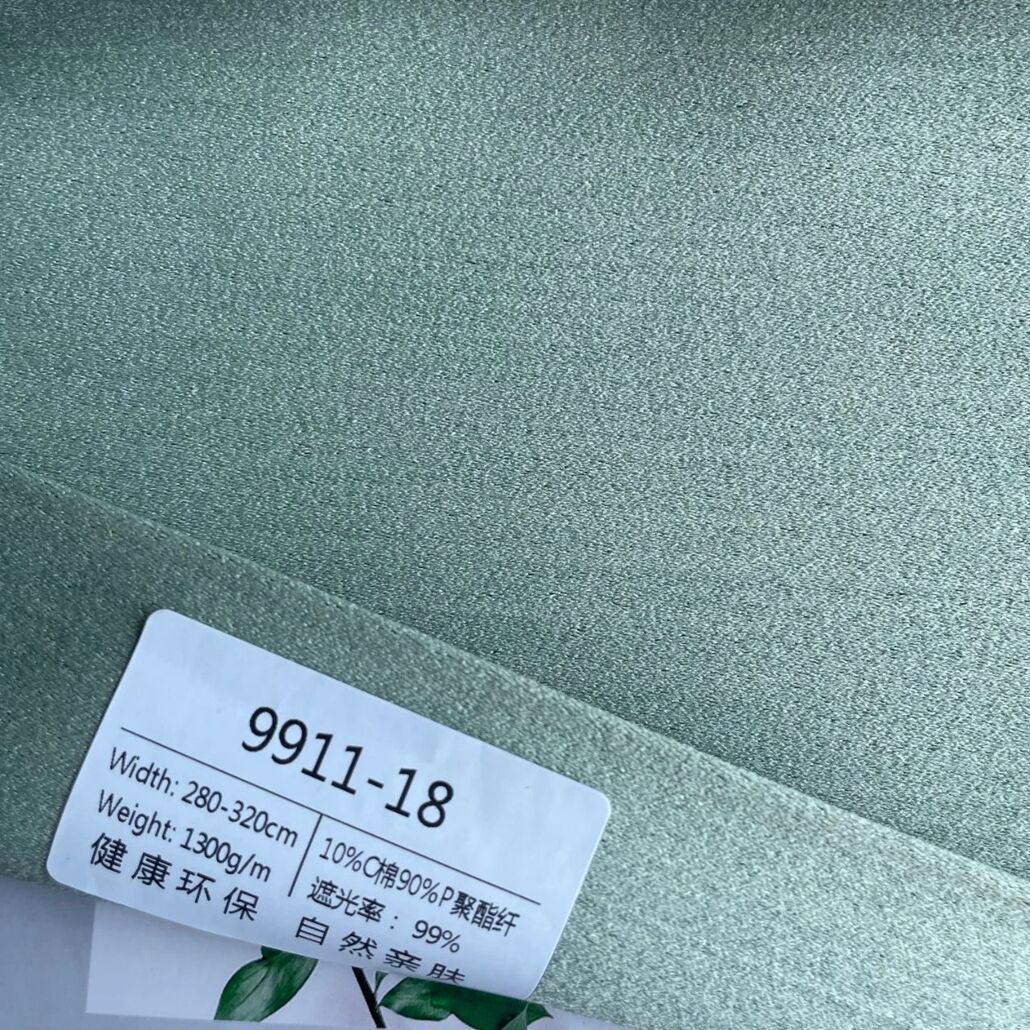 9911-18
Width: 280-320cm
Weight: 1300g/m
10%C棉90%P聚酯纤
遮光率：99%
健康环保 自然亲肤